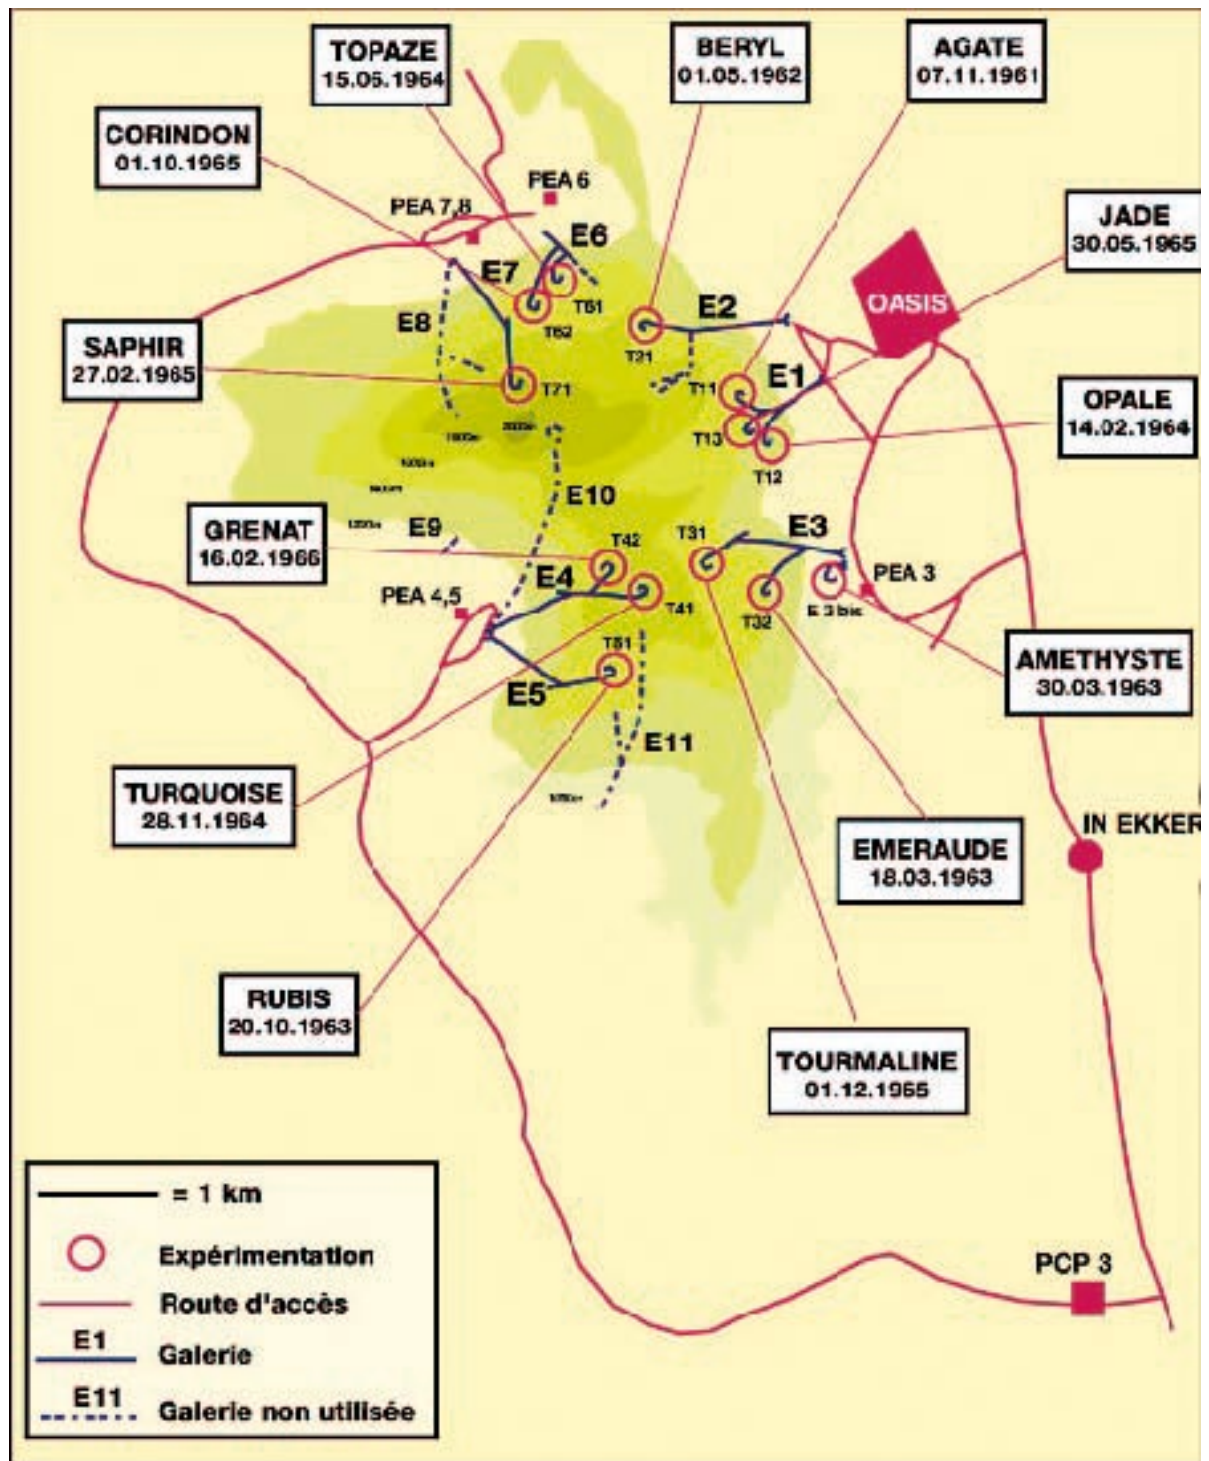 TOPAZE
15.06.1964
BERYL
01.05.1962
AGATE
07.11.1961
CORINDON
01.10.1965
PEA 6
PEA 7,8
JADE
30.05.1965
E6
E7
T61
T62
E2
OASIS
E8
T21
SAPHIR
27.02.1965
T71
T11
E1
OPALE
14.02.1964
T13
T12
E10
GRENAT
16.02.1966
E9
T42
T31
E3
E4
PEA 4,5
T41
T32
E 3 bis
PEA 3
T51
AMETHYSTE
30.03.1963
E5
E11
TURQUOISE
28.11.1964
IN EKKER
EMERAUDE
18.03.1963
RUBIS
20.10.1963
TOURMALINE
01.12.1965
= 1 km
Expérimentation
Route d'accès
E1
Galerie
E11
Galerie non utilisée
PCP 3